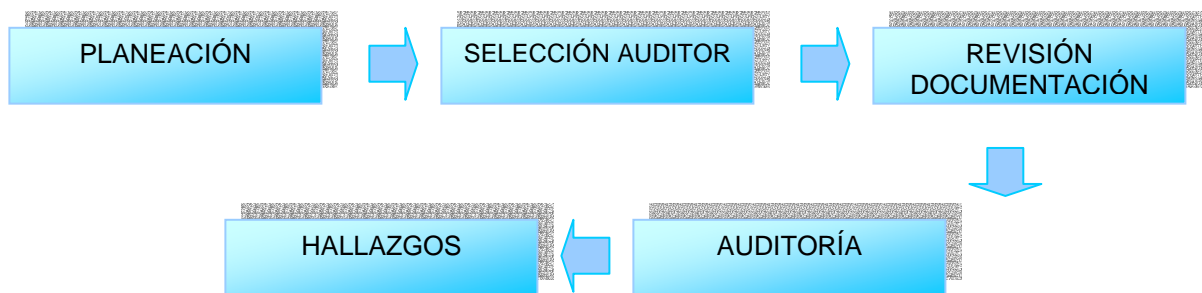 PLANEACIÓN
SELECCIÓN AUDITOR
REVISIÓN
DOCUMENTACIÓN
AUDITORÍA
HALLAZGOS